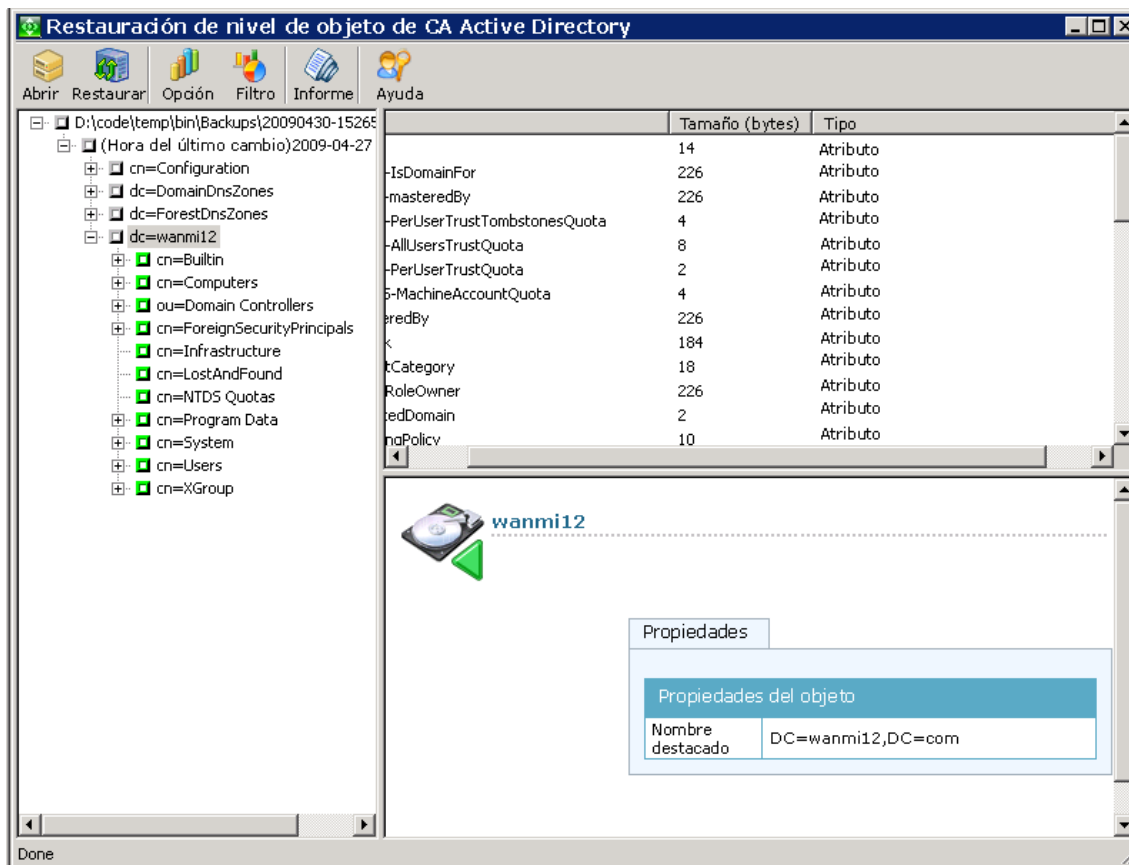 Restauración de nivel de objeto de CA Active Directory
Abrir Restaurar Opción Filtro Informe Ayuda
D:\code\temp\bin\Backups\20090430-15265
(Hora del último cambio)2009-04-27
cn=Configuration
dc=DomainDnsZones
dc=ForestDnsZones
dc=wanmi12
cn=Builtin
cn=Computers
ou=Domain Controllers
cn=ForeignSecurityPrincipals
cn=Infrastructure
cn=LostAndFound
cn=NTDS Quotas
cn=Program Data
cn=System
cn=Users
cn=XGroup
Tamaño (bytes) Tipo
14 Atributo
-IsDomainFor 226 Atributo
-masteredBy 226 Atributo
-PerUserTrustTombstonesQuota 4 Atributo
-AllUsersTrustQuota 8 Atributo
-PerUserTrustQuota 2 Atributo
S-MachineAccountQuota 4 Atributo
eredBy 226 Atributo
k 184 Atributo
tCategory 18 Atributo
RoleOwner 226 Atributo
tedDomain 2 Atributo
ngPolicy 10 Atributo
wanmi12
Propiedades
Propiedades del objeto
Nombre
destacado
DC=wanmi12,DC=com
Done